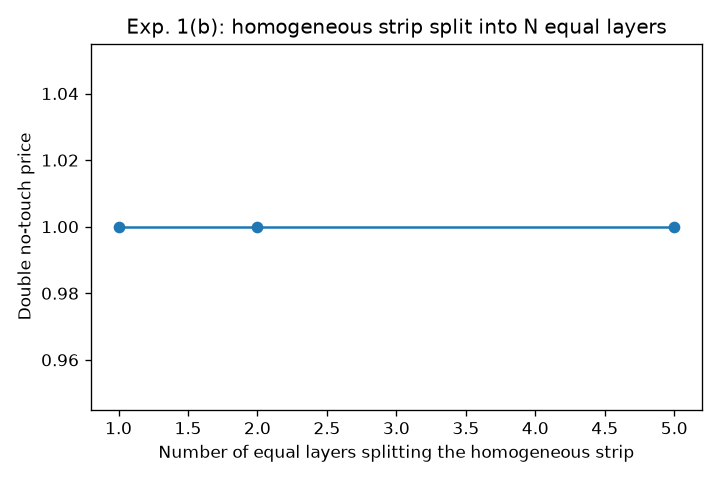 Exp. 1(b): homogeneous strip split into N equal layers
Double no-touch price
1.04
1.02
1.00
0.98
0.96
1.0 1.5 2.0 2.5 3.0 3.5 4.0 4.5 5.0
Number of equal layers splitting the homogeneous strip